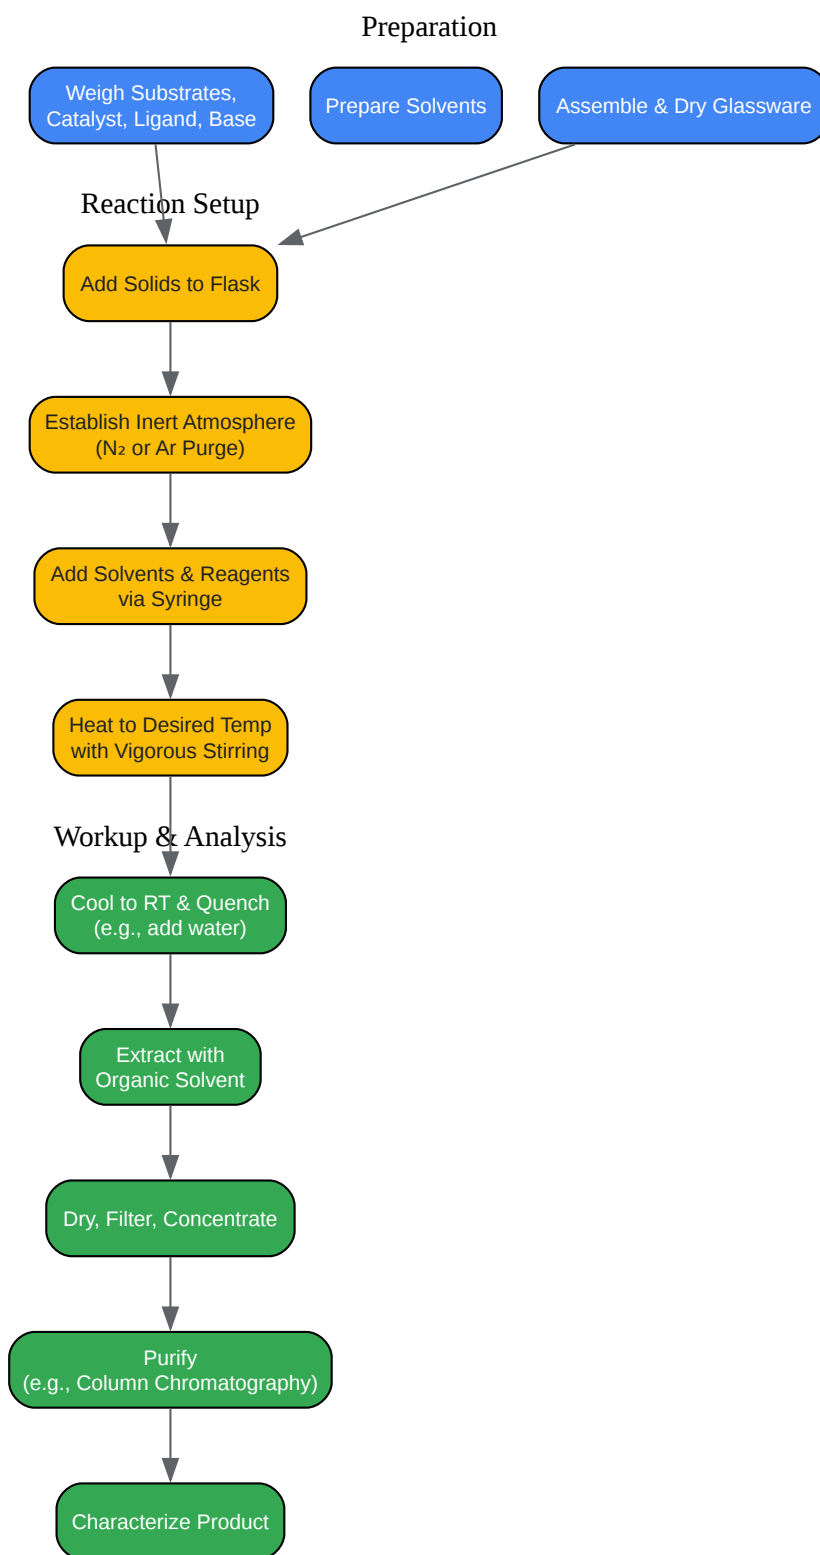 Preparation
Weigh Substrates,
Catalyst, Ligand, Base
Prepare Solvents
Assemble & Dry Glassware
Reaction Setup
Add Solids to Flask
Establish Inert Atmosphere
(N₂ or Ar Purge)
Add Solvents & Reagents
via Syringe
Heat to Desired Temp
with Vigorous Stirring
Workup & Analysis
Cool to RT & Quench
(e.g., add water)
Extract with
Organic Solvent
Dry, Filter, Concentrate
Purify
(e.g., Column Chromatography)
Characterize Product